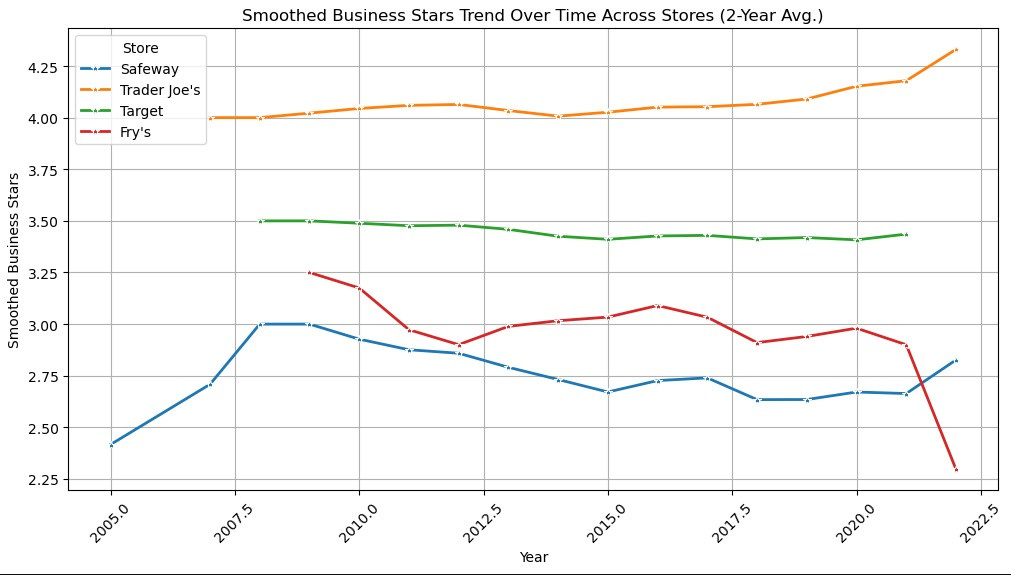 Smoothed Business Stars Trend Over Time Across Stores (2-Year Avg.)
Store
Safeway
Trader Joe's
Target
Fry's
Smoothed Business Stars
4.25
4.00
3.75
3.50
3.25
3.00
2.75
2.50
2.25
2005.0
2007.5
2010.0
2012.5
2015.0
2017.5
2020.0
2022.5
Year